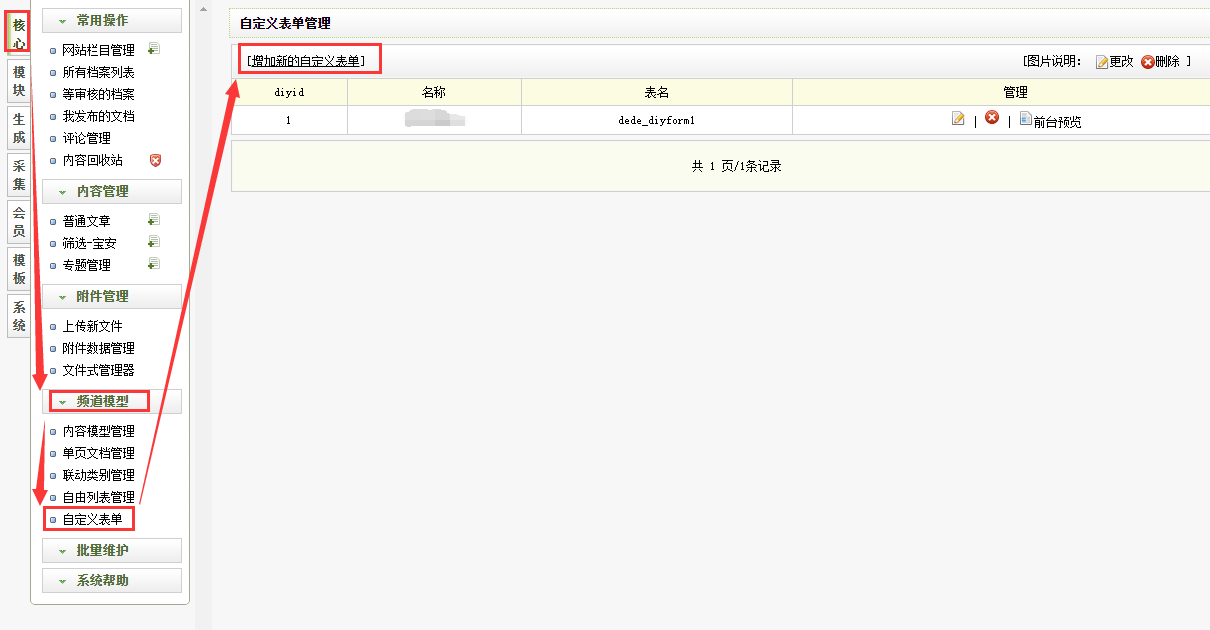 核心
模块
生成
采集
会员
模板
系统
常用操作
网站栏目管理
所有档案列表
等审核的档案
我发布的文档
评论管理
内容回收站
内容管理
普通文章
筛选-宝安
专题管理
附件管理
上传新文件
附件数据管理
文件式管理器
频道模型
内容模型管理
单页文档管理
联动类别管理
自由列表管理
自定义表单
批量维护
系统帮助
自定义表单管理
[增加新的自定义表单] [图片说明： 更改 删除 ]
diyid 名称 表名 管理
1 dede_diyform1 | | 前台预览
共 1 页/1条记录